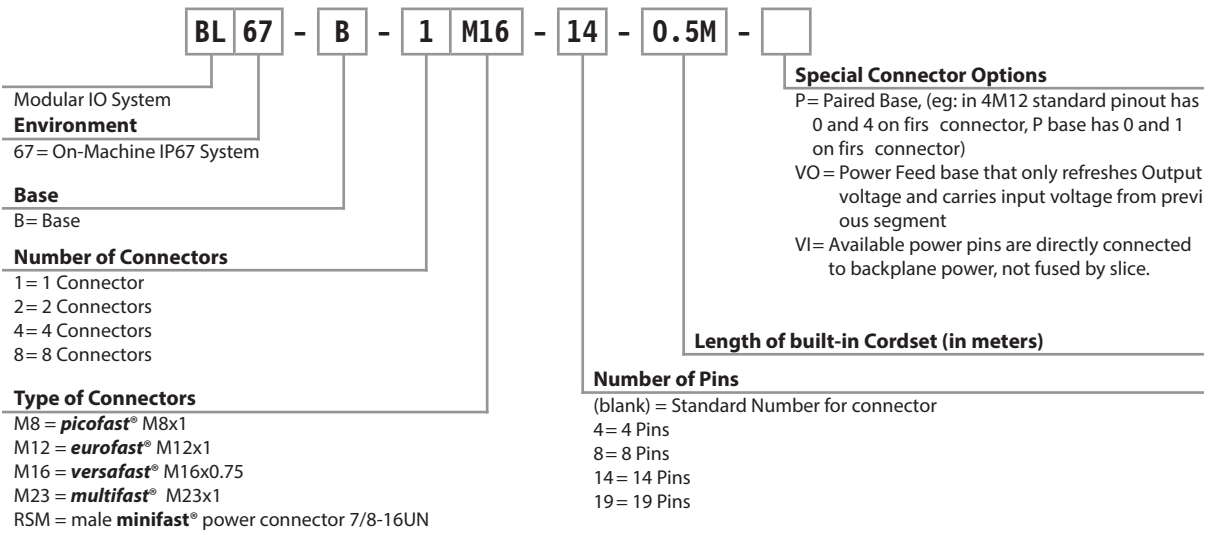 BL 67 - B - 1 M16 - 14 - 0.5M -
Modular IO System
Environment
67 = On-Machine IP67 System
Base
B= Base
Number of Connectors
1 = 1 Connector
2 = 2 Connectors
4 = 4 Connectors
8 = 8 Connectors
Type of Connectors
M8 = picofast® M8x1
M12 = eurofast® M12x1
M16 = versafast® M16x0.75
M23 = multifast® M23x1
RSM = male minifast® power connector 7/8-16UN
Special Connector Options
P= Paired Base, (eg: in 4M12 standard pinout has
0 and 4 on firs connector, P base has 0 and 1
on firs connector)
VO = Power Feed base that only refreshes Output
voltage and carries input voltage from previ
ous segment
VI= Available power pins are directly connected
to backplane power, not fused by slice.
Length of built-in Cordset (in meters)
Number of Pins
(blank) = Standard Number for connector
4 = 4 Pins
8 = 8 Pins
14 = 14 Pins
19 = 19 Pins